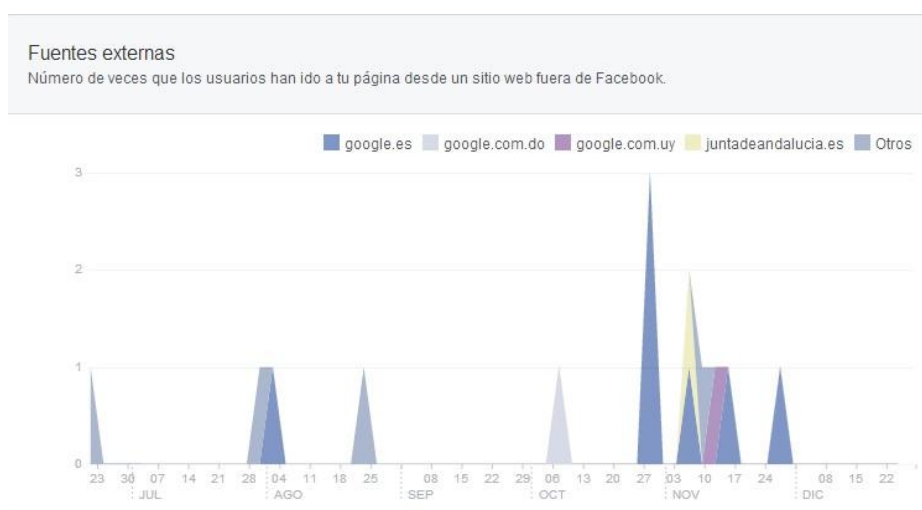 Fuentes externas
Número de veces que los usuarios han ido a tu página desde un sitio web fuera de Facebook.
google.es google.com.do google.com.uy juntadeandalucia.es Otros
3
2
1
0
23 30 07 14 21 28 04 11 18 25 08 15 22 29 06 13 20 27 03 10 17 24 08 15 22
JUL AGO SEP OCT NOV DIC